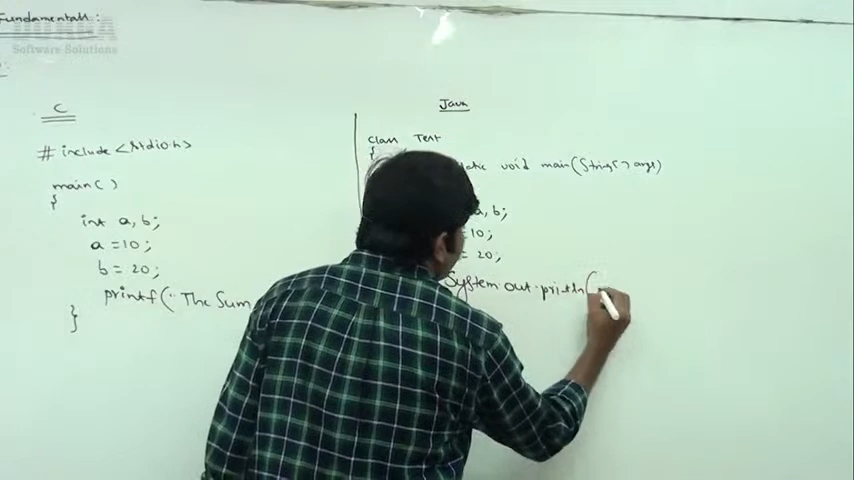 Fundamentals:
DURGA
Software Solutions
C
#include<stdio.h>
main()
{
int a, b;
a = 10;
b = 20;
printf(" The Sum
}
Java
class Test
{
static void main(String[] args)
a, b;
10;
20;
System.out.println("